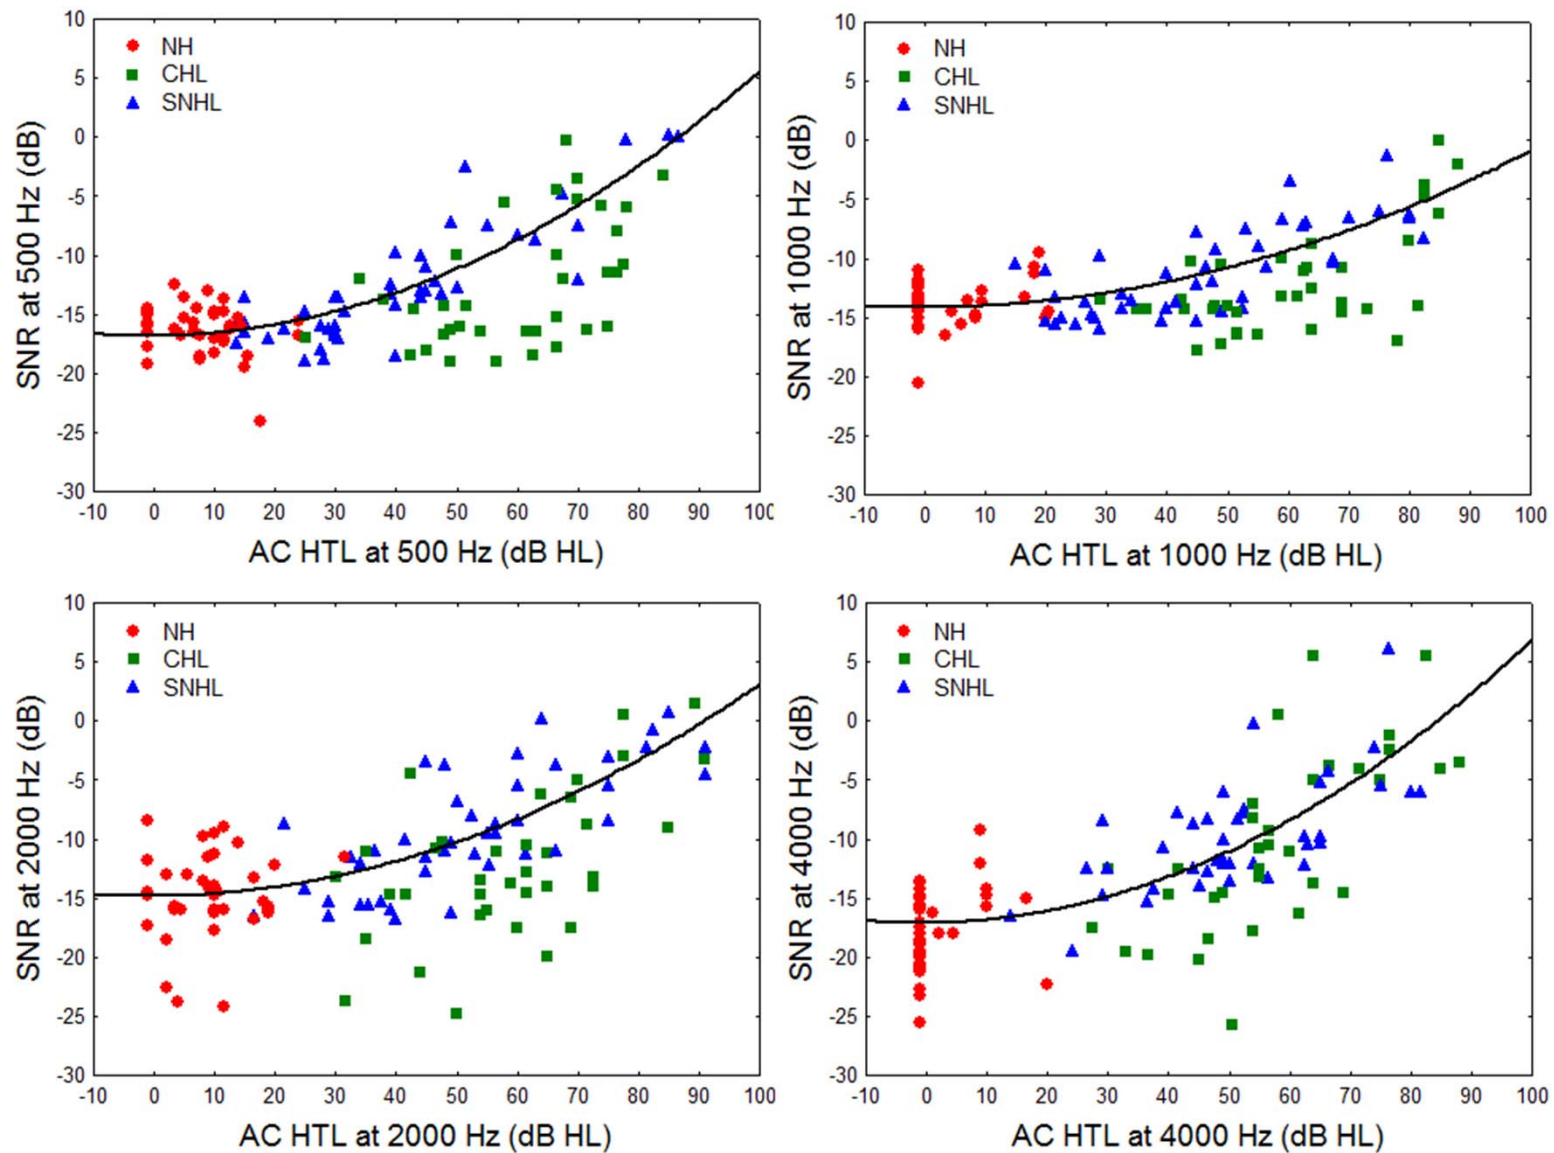 10
5
0
-5
-10
-15
-20
-25
-30
SNR at 500 Hz (dB)
NH
CHL
SNHL
-10 0 10 20 30 40 50 60 70 80 90 100
AC HTL at 500 Hz (dB HL)
10
5
0
-5
-10
-15
-20
-25
-30
SNR at 1000 Hz (dB)
NH
CHL
SNHL
-10 0 10 20 30 40 50 60 70 80 90 100
AC HTL at 1000 Hz (dB HL)
10
5
0
-5
-10
-15
-20
-25
-30
SNR at 2000 Hz (dB)
NH
CHL
SNHL
-10 0 10 20 30 40 50 60 70 80 90 100
AC HTL at 2000 Hz (dB HL)
10
5
0
-5
-10
-15
-20
-25
-30
SNR at 4000 Hz (dB)
NH
CHL
SNHL
-10 0 10 20 30 40 50 60 70 80 90 100
AC HTL at 4000 Hz (dB HL)